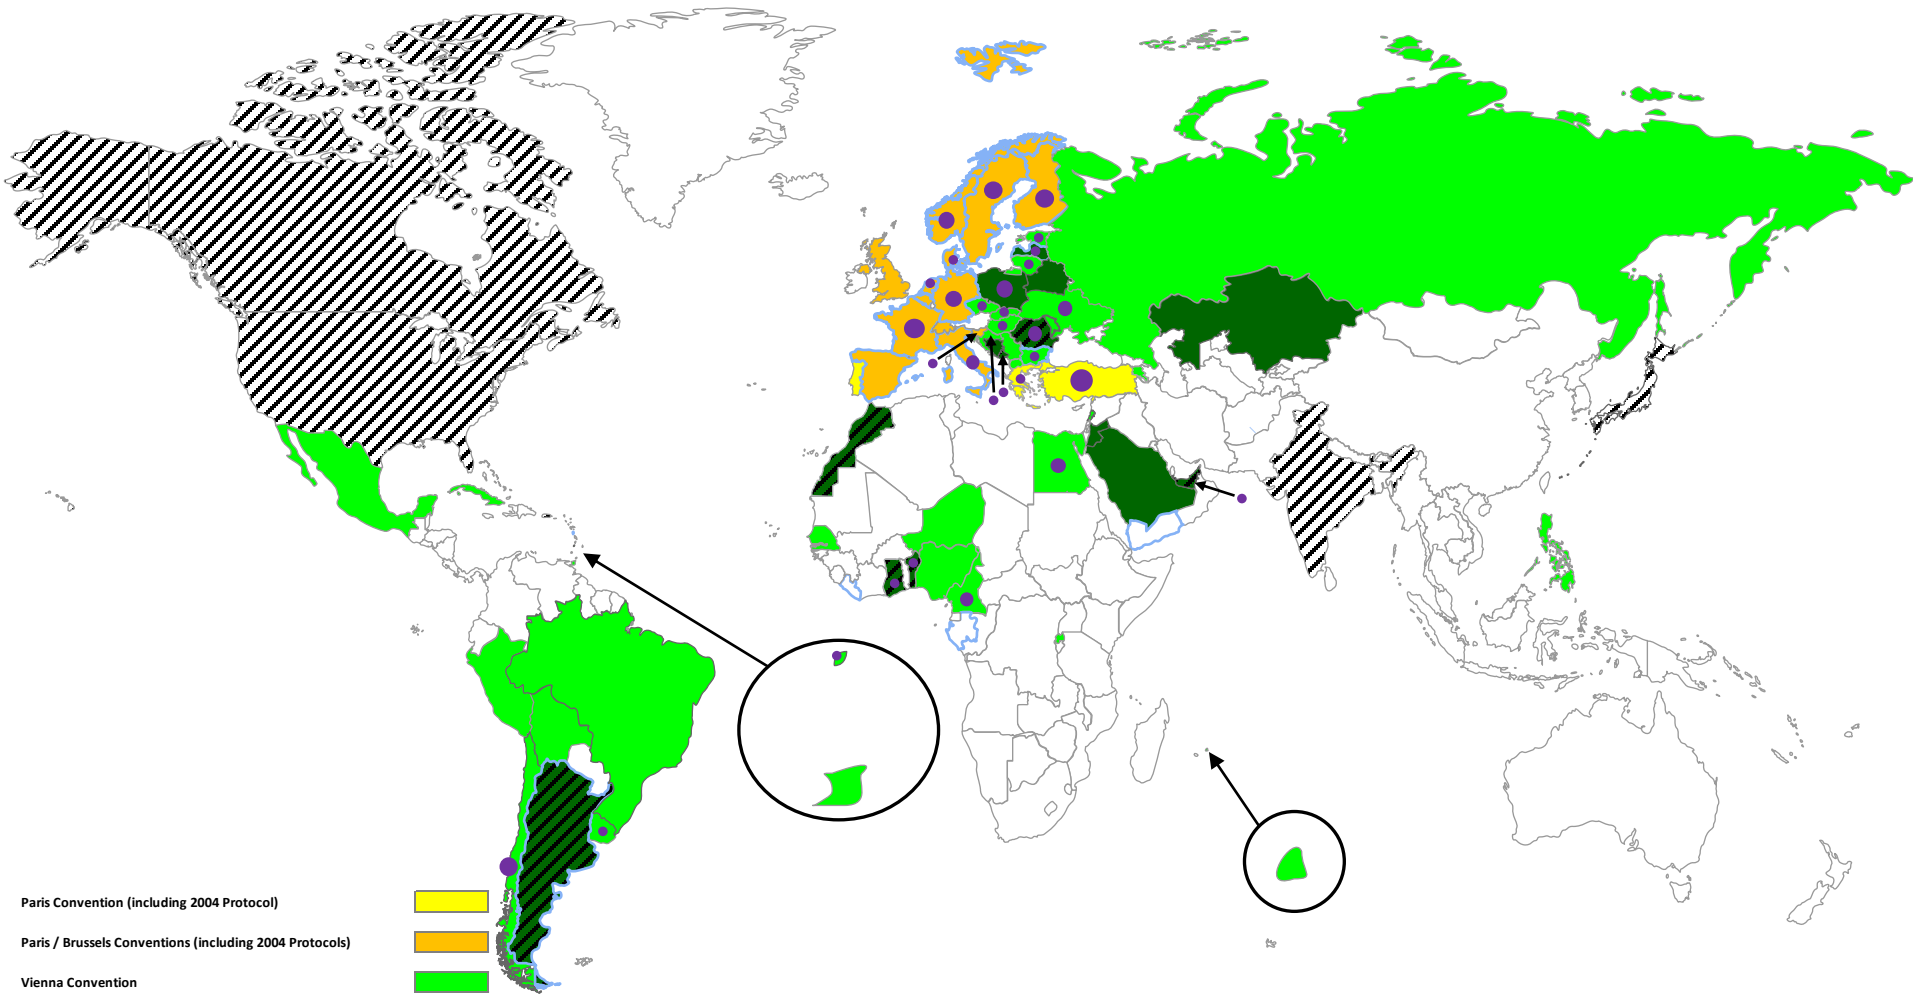 Paris Convention (including 2004 Protocol)
Paris / Brussels Conventions (including 2004 Protocols)
Vienna Convention